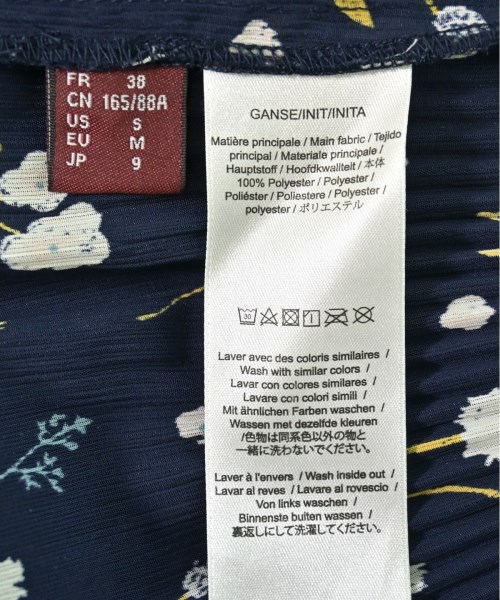 FR 38
CN 165/88A
US S
EU M
JP 9
GANSE/INIT/INITA
Matière principale / Main fabric / Tejido
principal / Materiale principale /
Hauptstoff / Hoofdkwaliteit / 本体
100% Polyester / Polyester /
Poliéster / Poliestere / Polyester /
polyester / ポリエステル
30
Laver avec des coloris similaires /
Wash with similar colors /
Lavar con colores similares /
Lavare con colori simili /
Mit ähnlichen Farben waschen /
Wassen met dezelfde kleuren
/色物は同系色以外の物と
一緒に洗わないでください。
Laver à l'envers / Wash inside out /
Lavar al reves / Lavare al rovescio /
Von links waschen /
Binnenste buiten wassen /
裏返しにして洗濯してください。